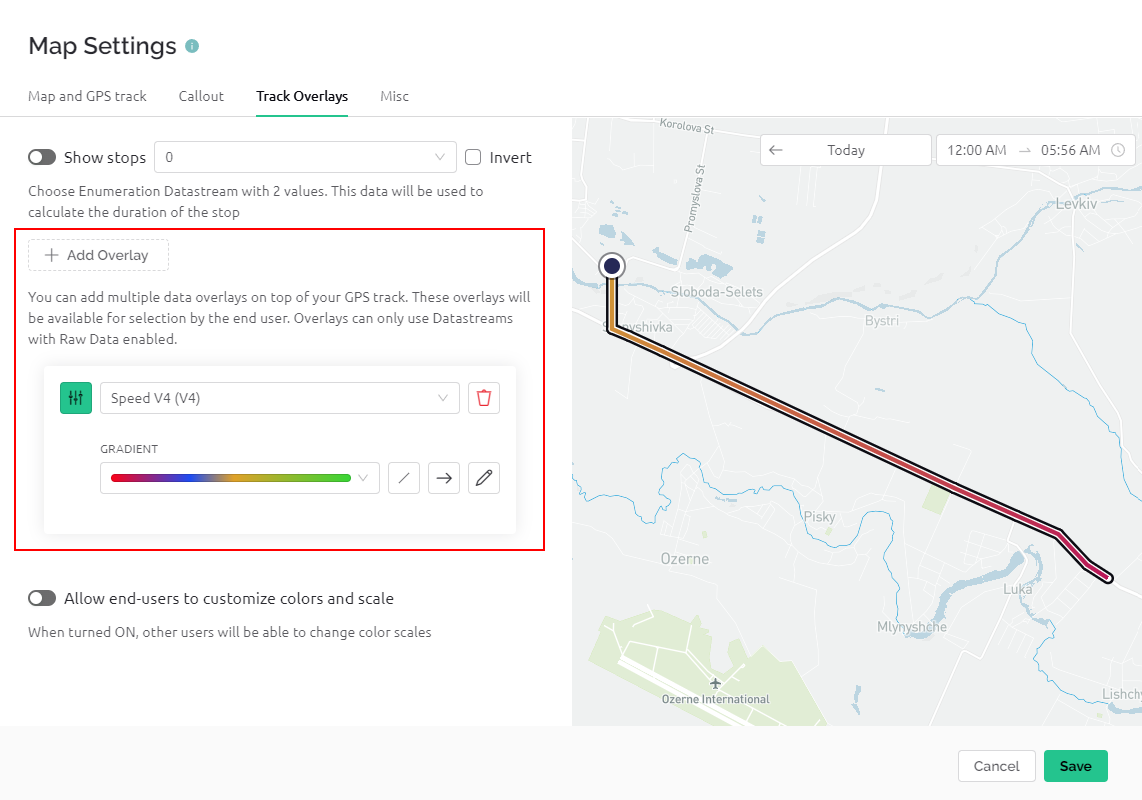 Map Settings
Map and GPS track
Callout
Track Overlays
Misc
Show stops
0
Invert
Choose Enumeration Datastream with 2 values. This data will be used to
calculate the duration of the stop
Add Overlay
You can add multiple data overlays on top of your GPS track. These overlays will
be available for selection by the end user. Overlays can only use Datastreams
with Raw Data enabled.
Speed V4 (V4)
GRADIENT
Allow end-users to customize colors and scale
When turned ON, other users will be able to change color scales
Korolova St
Today
12:00 AM
05:56 AM
Promyslova St
Levkiv
Sloboda-Selets
Bystri
Pisky
Ozerne
Luka
Mlynyshche
Ozerne International
Lishchy
Cancel
Save